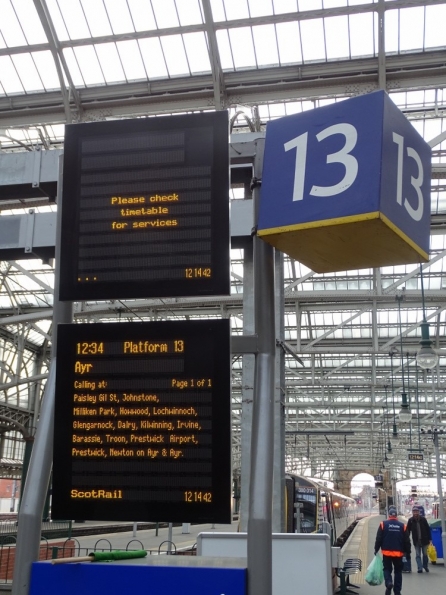 Please check
timetable
for services
. . . 12 14 42
13
13
12:34 Platform 13
Ayr
Calling at: Page 1 of 1
Paisley Gil St, Johnstone,
Milliken Park, Howwood, Lochwinnoch,
Glengarnock, Dalry, Kilwinning, Irvine,
Barassie, Troon, Prestwick Airport,
Prestwick, Newton on Ayr & Ayr.
ScotRail 12 14 42